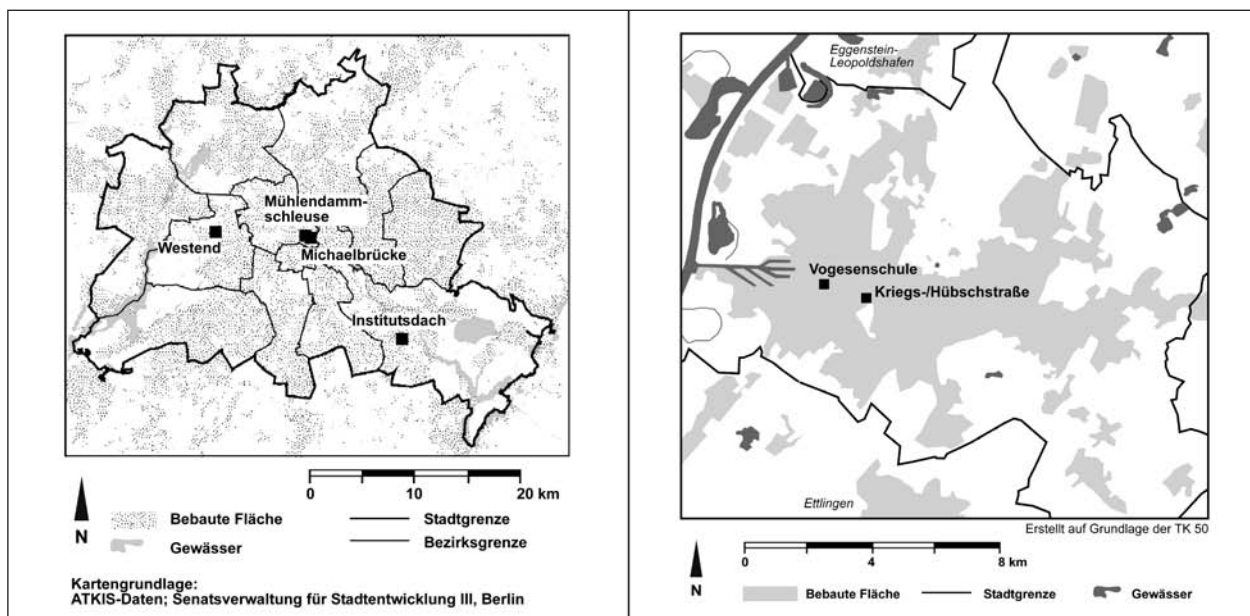 Mühlendamm-
schleuse
Westend
Michaelbrücke
Institutsdach
0 10 20 km
N
Bebaute Fläche
Gewässer
Stadtgrenze
Bezirksgrenze
Kartengrundlage:
ATKIS-Daten; Senatsverwaltung für Stadtentwicklung III, Berlin
Eggenstein-
Leopoldshafen
Vogesenschule
Kriegs-/Hübschstraße
Ettlingen
Erstellt auf Grundlage der TK 50
0 4 8 km
N
Bebaute Fläche
Stadtgrenze
Gewässer